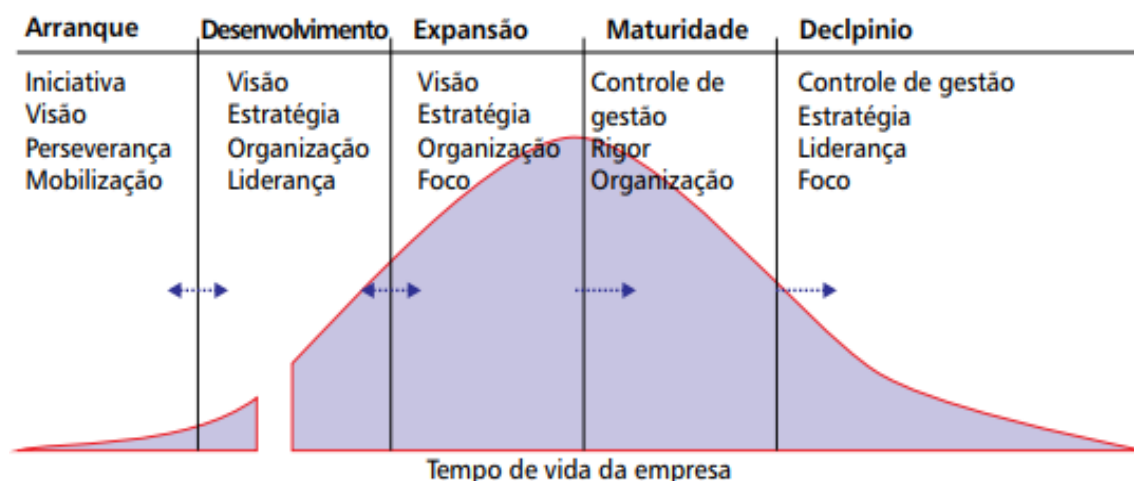 Arranque Desenvolvimento Expansão Maturidade Declpinio
Iniciativa Visão Visão Controle de Controle de gestão
Visão Estratégia Estratégia gestão Estratégia
Perseverança Organização Organização Rigor Liderança
Mobilização Liderança Foco Organização Foco
Tempo de vida da empresa